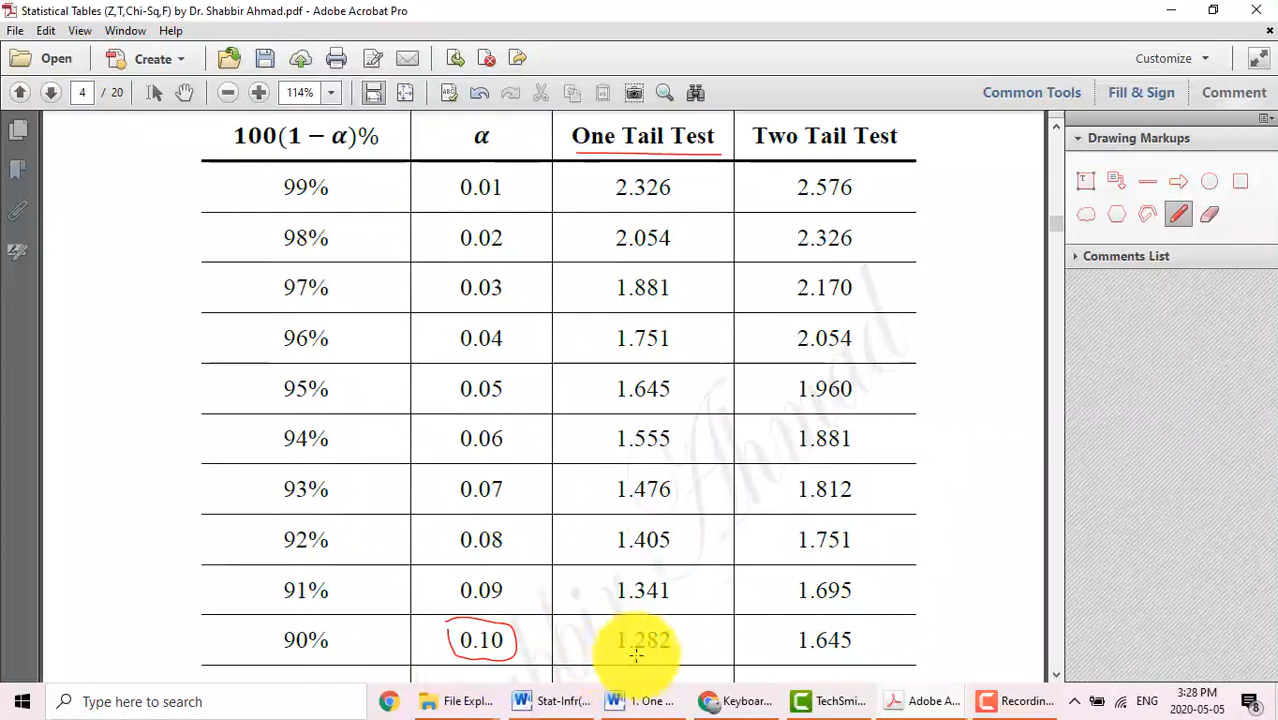 Statistical Tables (Z,T,Chi-Sq,F) by Dr. Shabbir Ahmad.pdf - Adobe Acrobat Pro
File Edit View Window Help
Open Create Customize
4 / 20 114% Common Tools Fill & Sign Comment
100(1 − α)% α One Tail Test Two Tail Test
99% 0.01 2.326 2.576
98% 0.02 2.054 2.326
97% 0.03 1.881 2.170
96% 0.04 1.751 2.054
95% 0.05 1.645 1.960
94% 0.06 1.555 1.881
93% 0.07 1.476 1.812
92% 0.08 1.405 1.751
91% 0.09 1.341 1.695
90% 0.10 1.282 1.645
Drawing Markups
Comments List
Type here to search
File Expl... Stat-Infr(... 1. One ... Keyboar... TechSmi... Adobe A... Recordin...
ENG 3:28 PM
2020-05-05
8